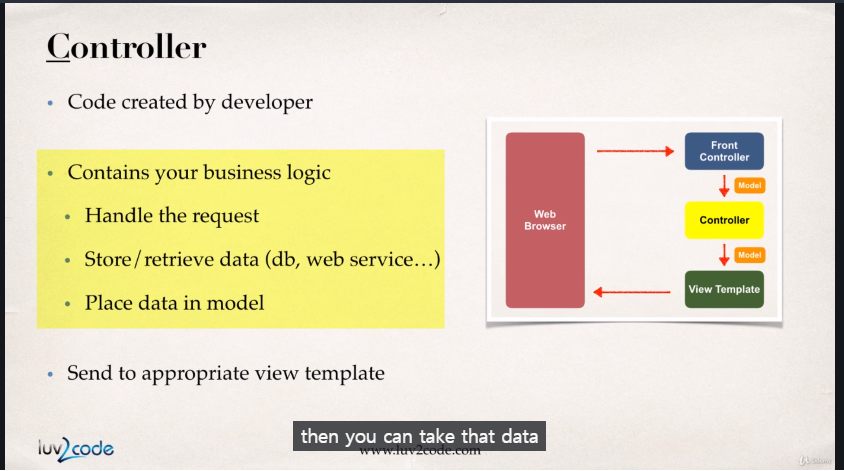 Controller
• Code created by developer
• Contains your business logic
• Handle the request
• Store/retrieve data (db, web service…)
• Place data in model
• Send to appropriate view template
Web
Browser
Front
Controller
Model
Controller
Model
View Template
then you can take that data
luv2code
www.luv2code.com